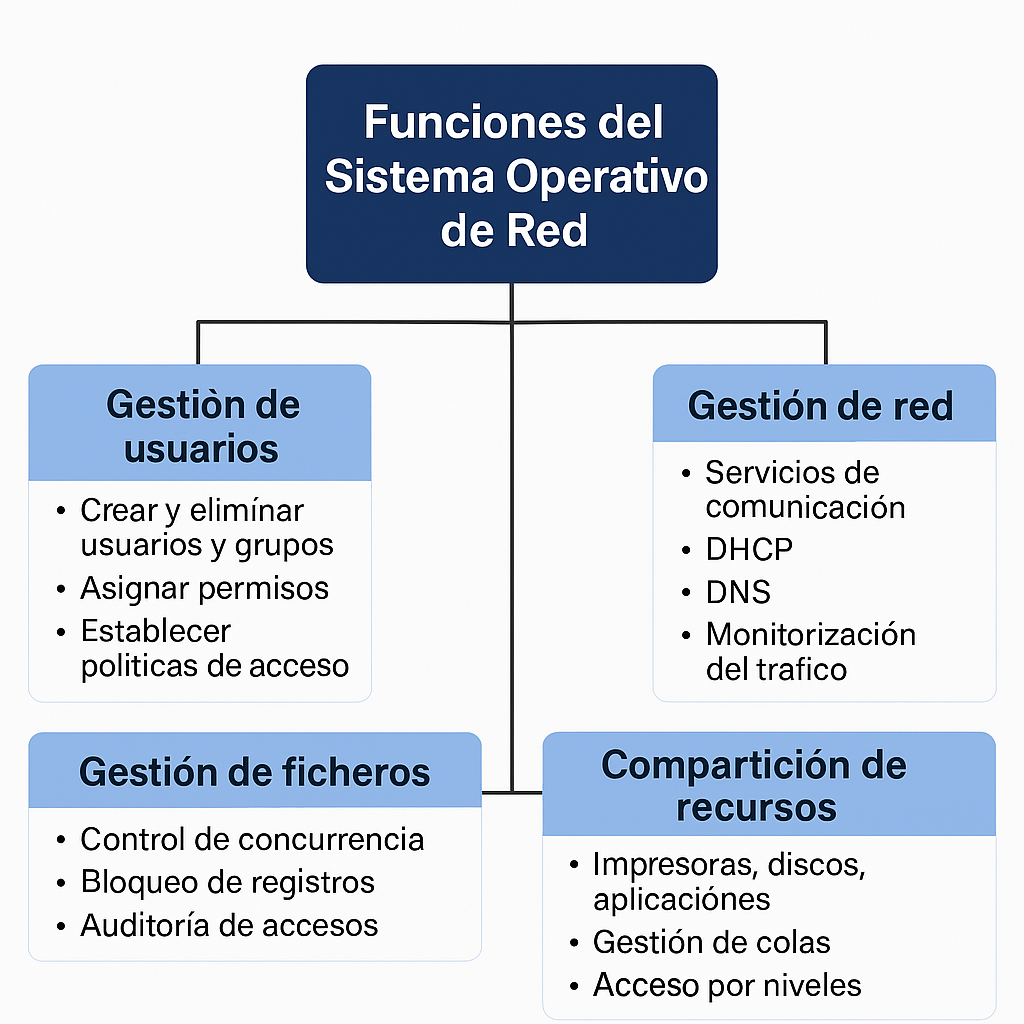 Funciones del
Sistema Operativo
de Red
Gestiòn de
usuarios
• Crear y elimínar
usuarios y grupos
• Asignar permisos
• Establecer
politicas de acceso
Gestión de red
• Servicios de
comunicación
• DHCP
• DNS
• Monitorización
del trafico
Gestión de ficheros
• Control de concurrencia
• Bloqueo de registros
• Auditoría de accesos
Compartición de
recursos
• Impresoras, discos,
aplicaciónes
• Gestión de colas
• Acceso por niveles